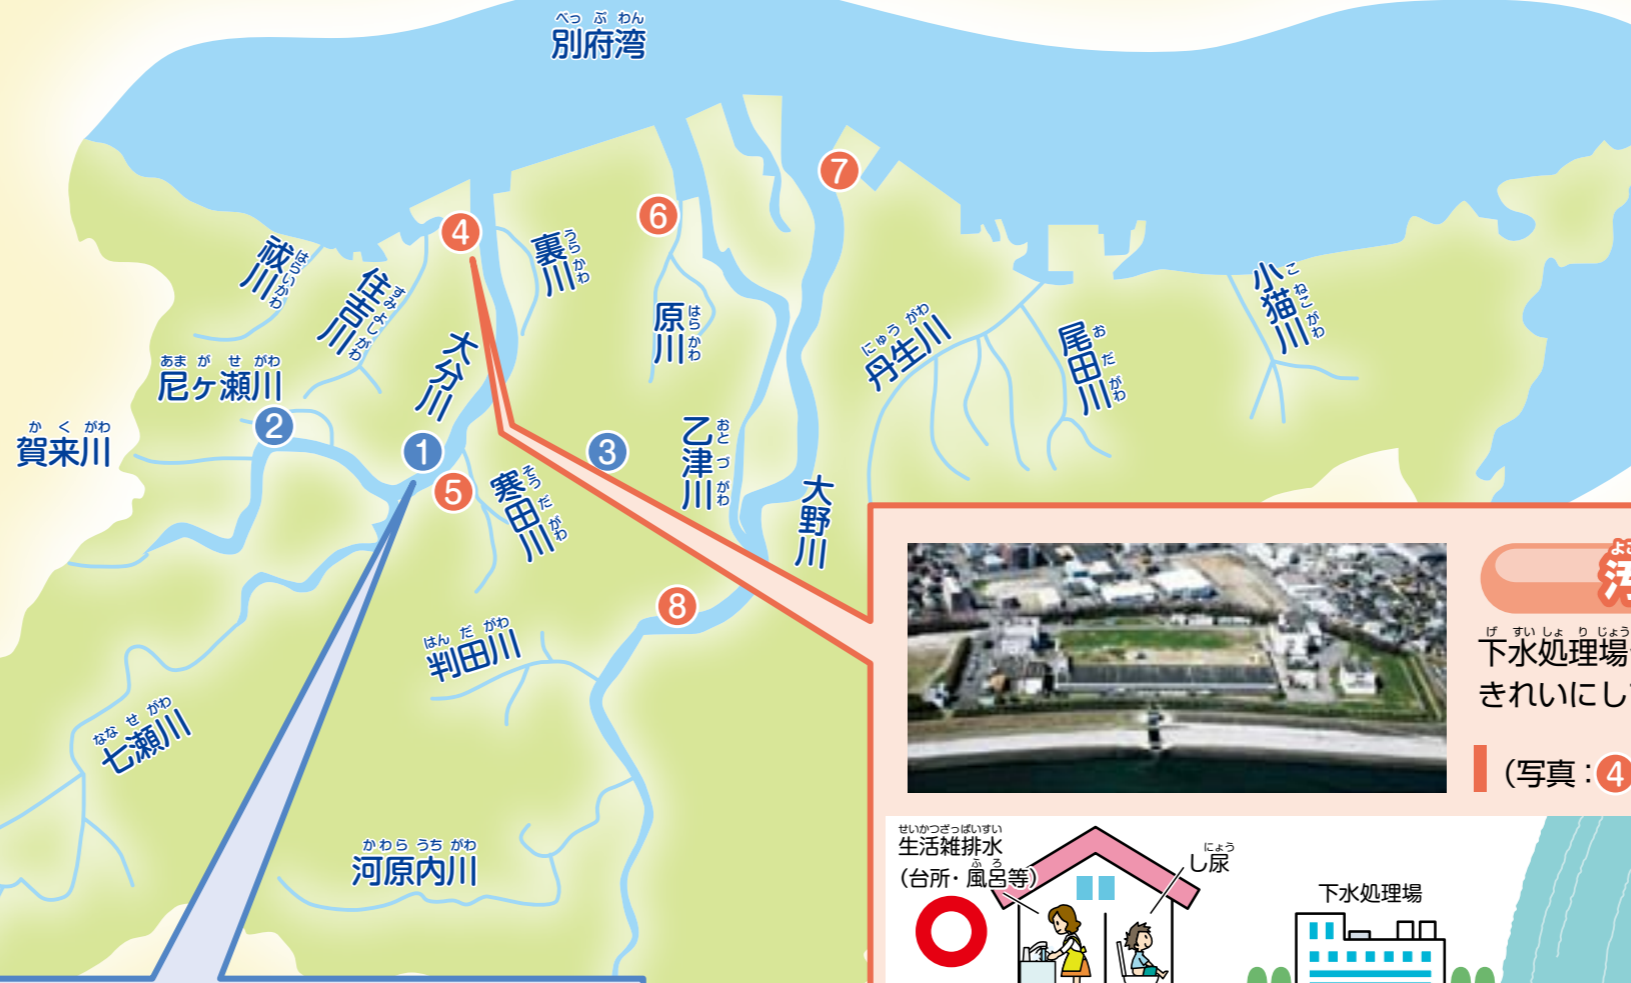 べっぷわん
別府湾
はらいかわ
祓川
すみよしがわ
住吉川
うらかわ
裏川
はらかわ
原川
こねこがわ
小猫川
にゅうがわ
丹生川
おだがわ
尾田川
あまがせがわ
尼ヶ瀬川
大分川
かくがわ
賀来川
おとづがわ
乙津川
そうだがわ
寒田川
大野川
はんだがわ
判田川
ななせがわ
七瀬川
かわらうちがわ
河原内川
4
6
7
2
1
3
5
8
げすいしょりじょう
下水処理場
きれいにし
(写真:4
せいかつざっぱいすい
生活雑排水
ふろ
(台所・風呂等)
にょう
し尿
下水処理場